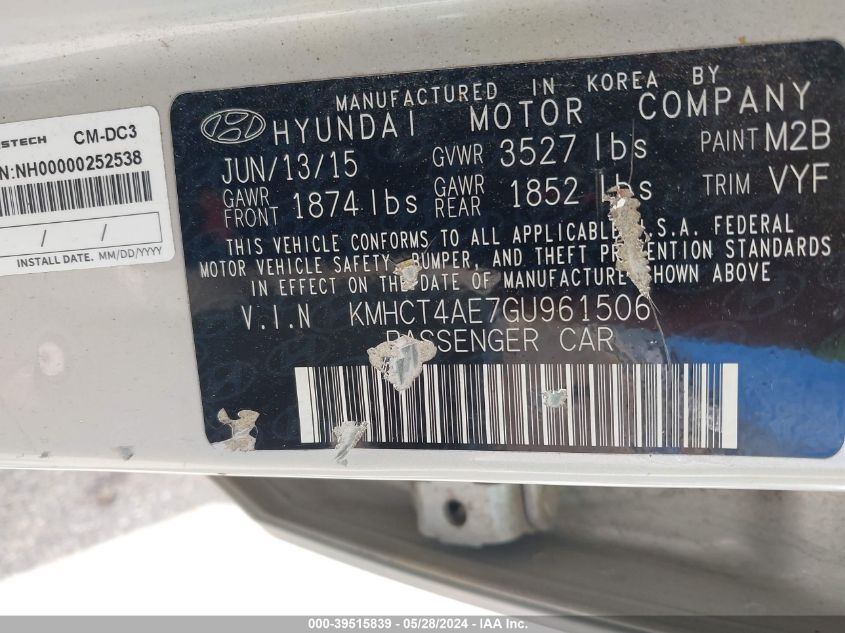 STECH CM-DC3
N:NH00000252538
/ /
INSTALL DATE. MM/DD/YYYY
MANUFACTURED IN KOREA BY
HYUNDAI MOTOR COMPANY
JUN/13/15 GVWR 3527 lbs PAINT M2B
GAWR FRONT 1874 lbs GAWR REAR 1852 lbs TRIM VYF
THIS VEHICLE CONFORMS TO ALL APPLICABLE U.S.A. FEDERAL
MOTOR VEHICLE SAFETY, BUMPER, AND THEFT PREVENTION STANDARDS
IN EFFECT ON THE DATE OF MANUFACTURE SHOWN ABOVE
V.I.N KMHCT4AE7GU961506
PASSENGER CAR
000-39515839 - 05/28/2024 - IAAI.com